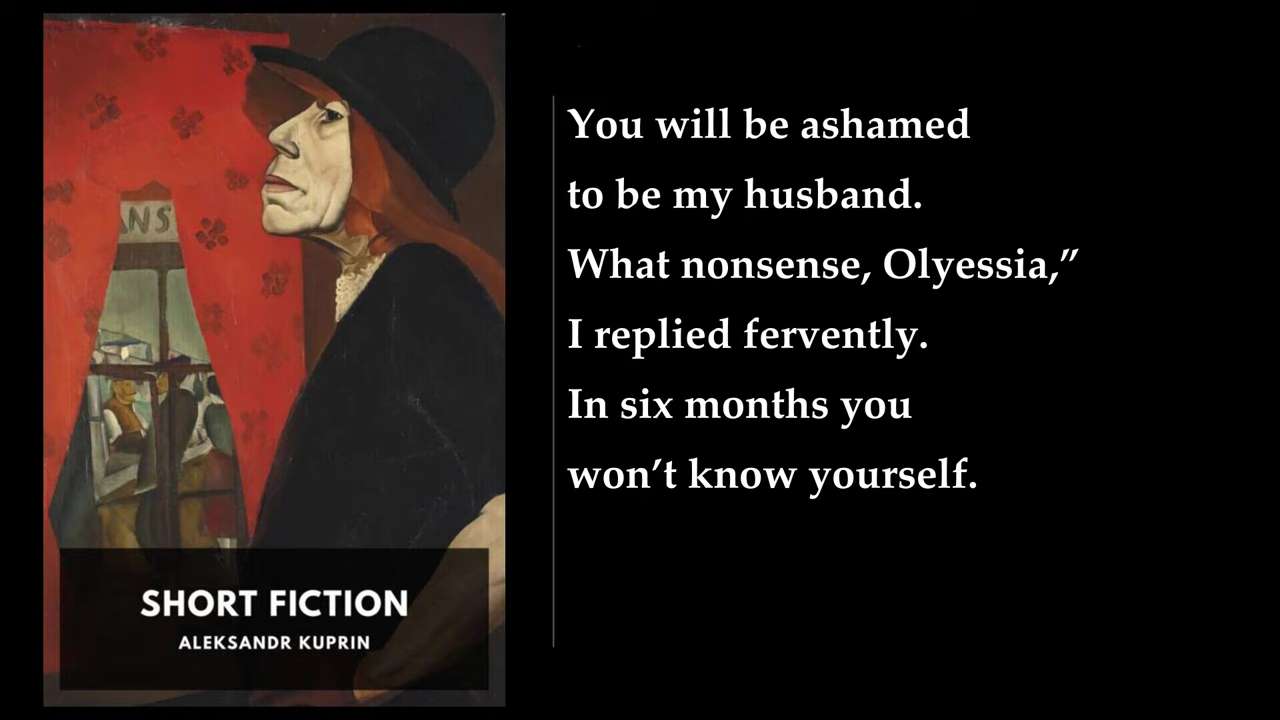 ANS
SHORT FICTION
ALEKSANDR KUPRIN
You will be ashamed
to be my husband.
What nonsense, Olyessia,”
I replied fervently.
In six months you
won’t know yourself.